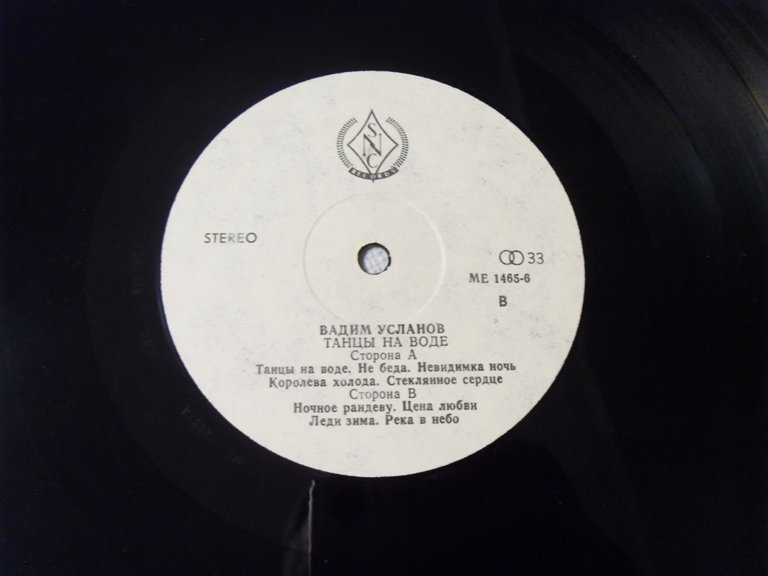 SNC
RECORDS
STEREO
33
ME 1465-6
B
ВАДИМ УСЛАНОВ
ТАНЦЫ НА ВОДЕ
Сторона А
Танцы на воде. Не беда. Невидимка ночь
Королева холода. Стеклянное сердце
Сторона В
Ночное рандеву. Цена любви
Леди зима. Река в небо